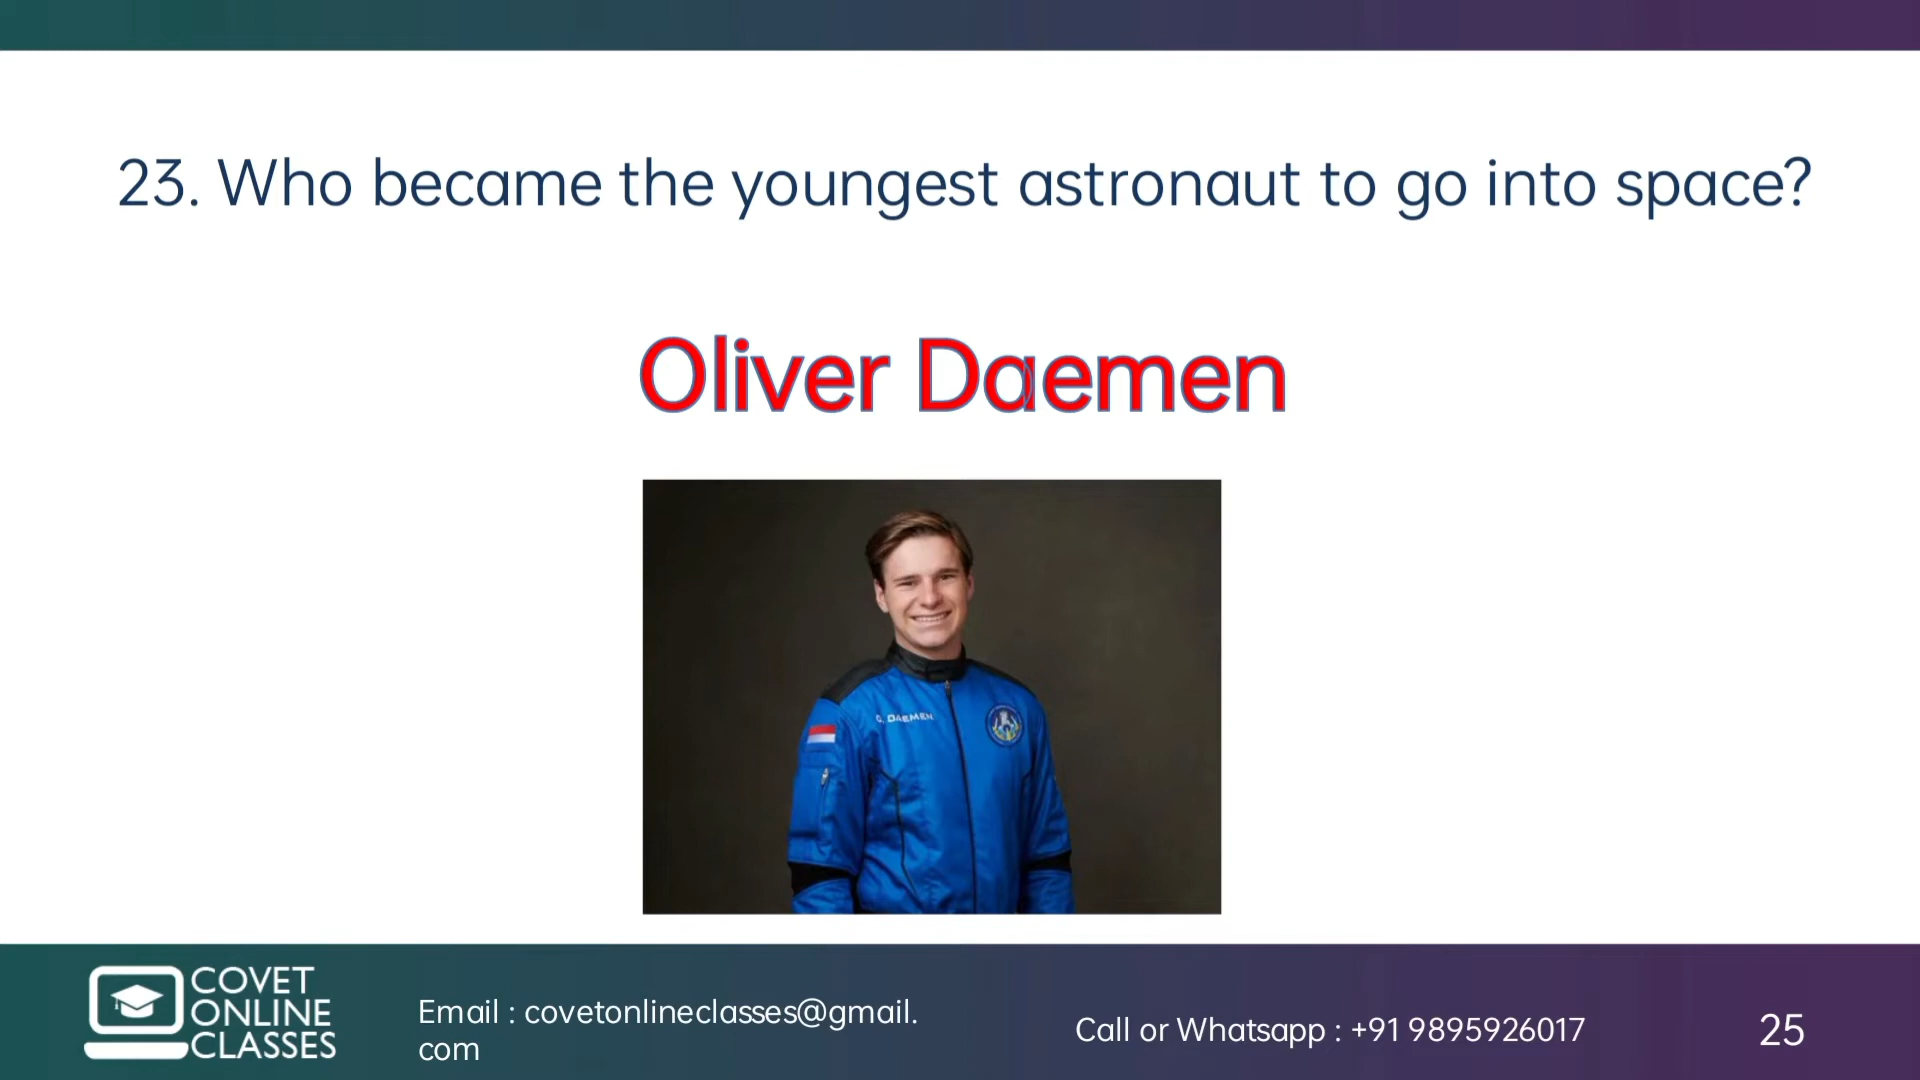 23. Who became the youngest astronaut to go into space?
Oliver Daemen
O. DAEMEN
COVET
ONLINE
CLASSES
Email : covetonlineclasses@gmail.
com
Call or Whatsapp : +91 9895926017
25